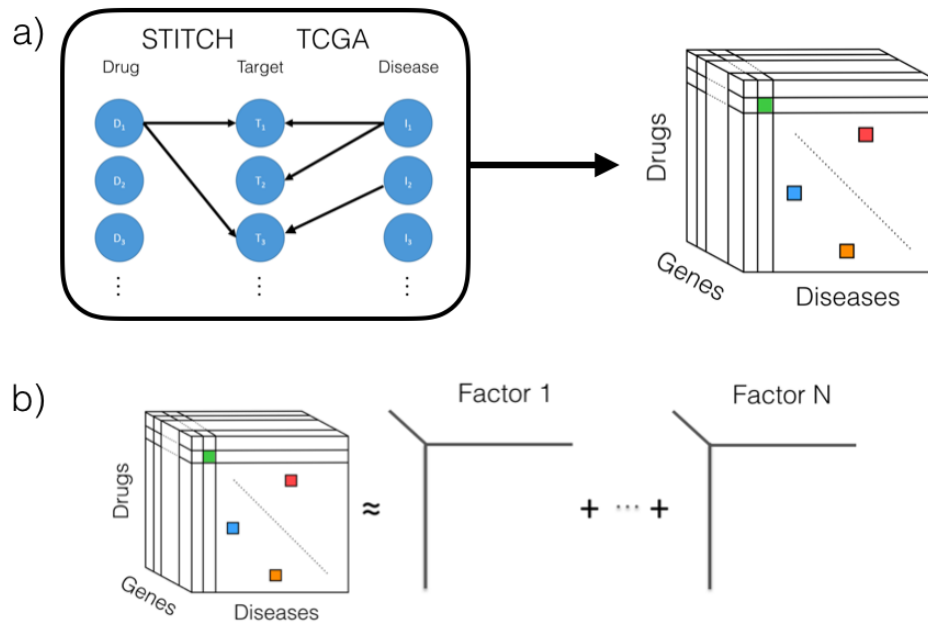 a)
STITCH TCGA
Drug Target Disease
D₁ T₁ I₁
D₂ T₂ I₂
D₃ T₃ I₃
⋮ ⋮ ⋮
Drugs
Genes
Diseases
b)
Drugs
Genes
Diseases
≈
Factor 1
+ ... +
Factor N